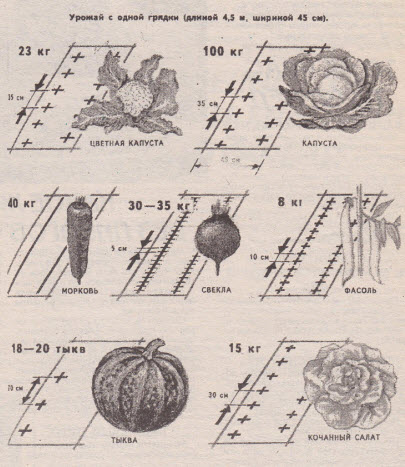 Урожай с одной грядки (длиной 4,5 м, шириной 45 см).
23 кг
35 см
ЦВЕТНАЯ КАПУСТА
100 кг
35 см
45 см
КАПУСТА
40 кг
МОРКОВЬ
30—35 кг
5 см
СВЕКЛА
8 кг
10 см
ФАСОЛЬ
18—20 тыкв
70 см
ТЫКВА
15 кг
30 см
КОЧАННЫЙ САЛАТ